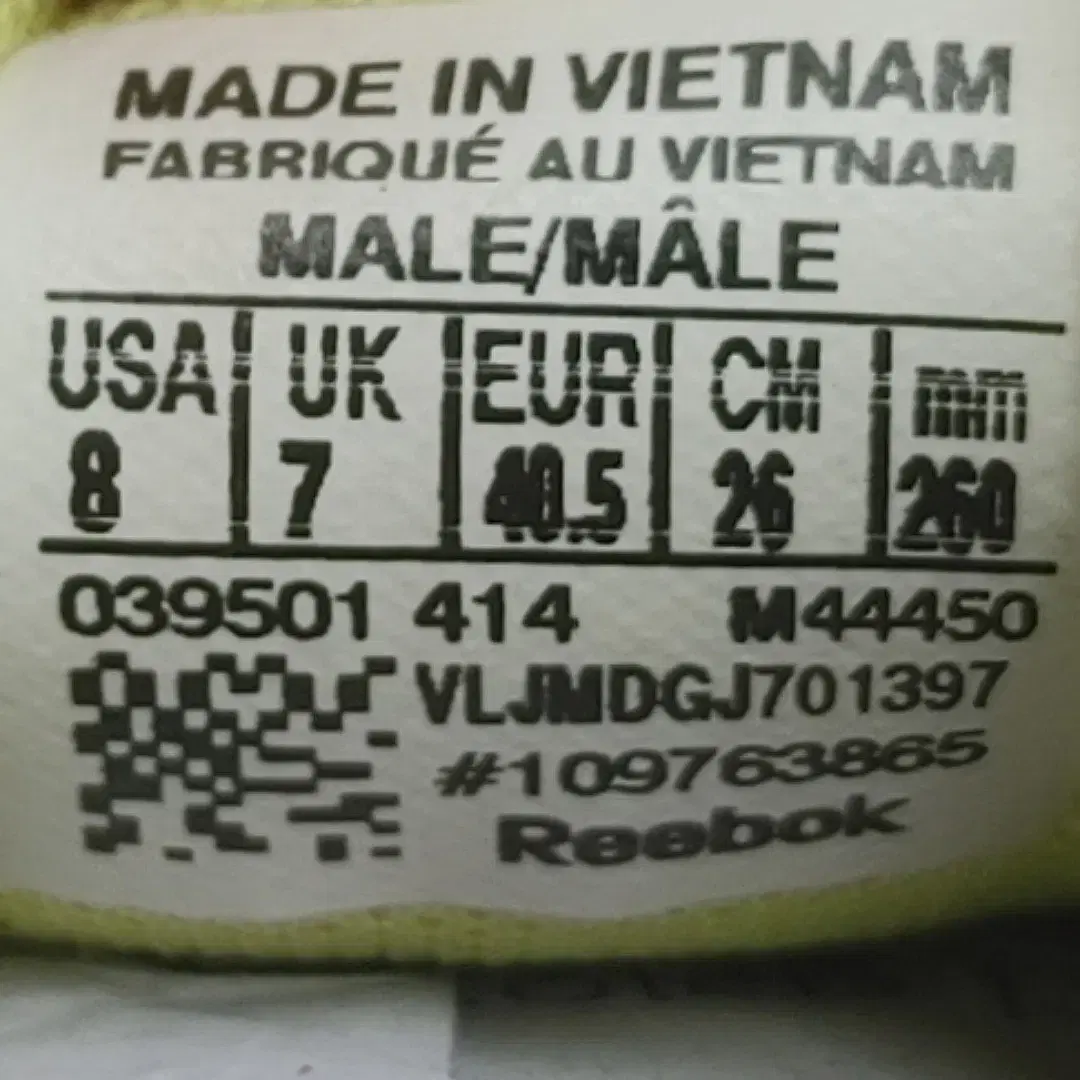 MADE IN VIETNAM
FABRIQUÉ AU VIETNAM
MALE/MÂLE
USA UK EUR CM mm
8 7 40.5 26 260
039501 414 M44450
VLJMDGJ701397
#109763865
Reebok